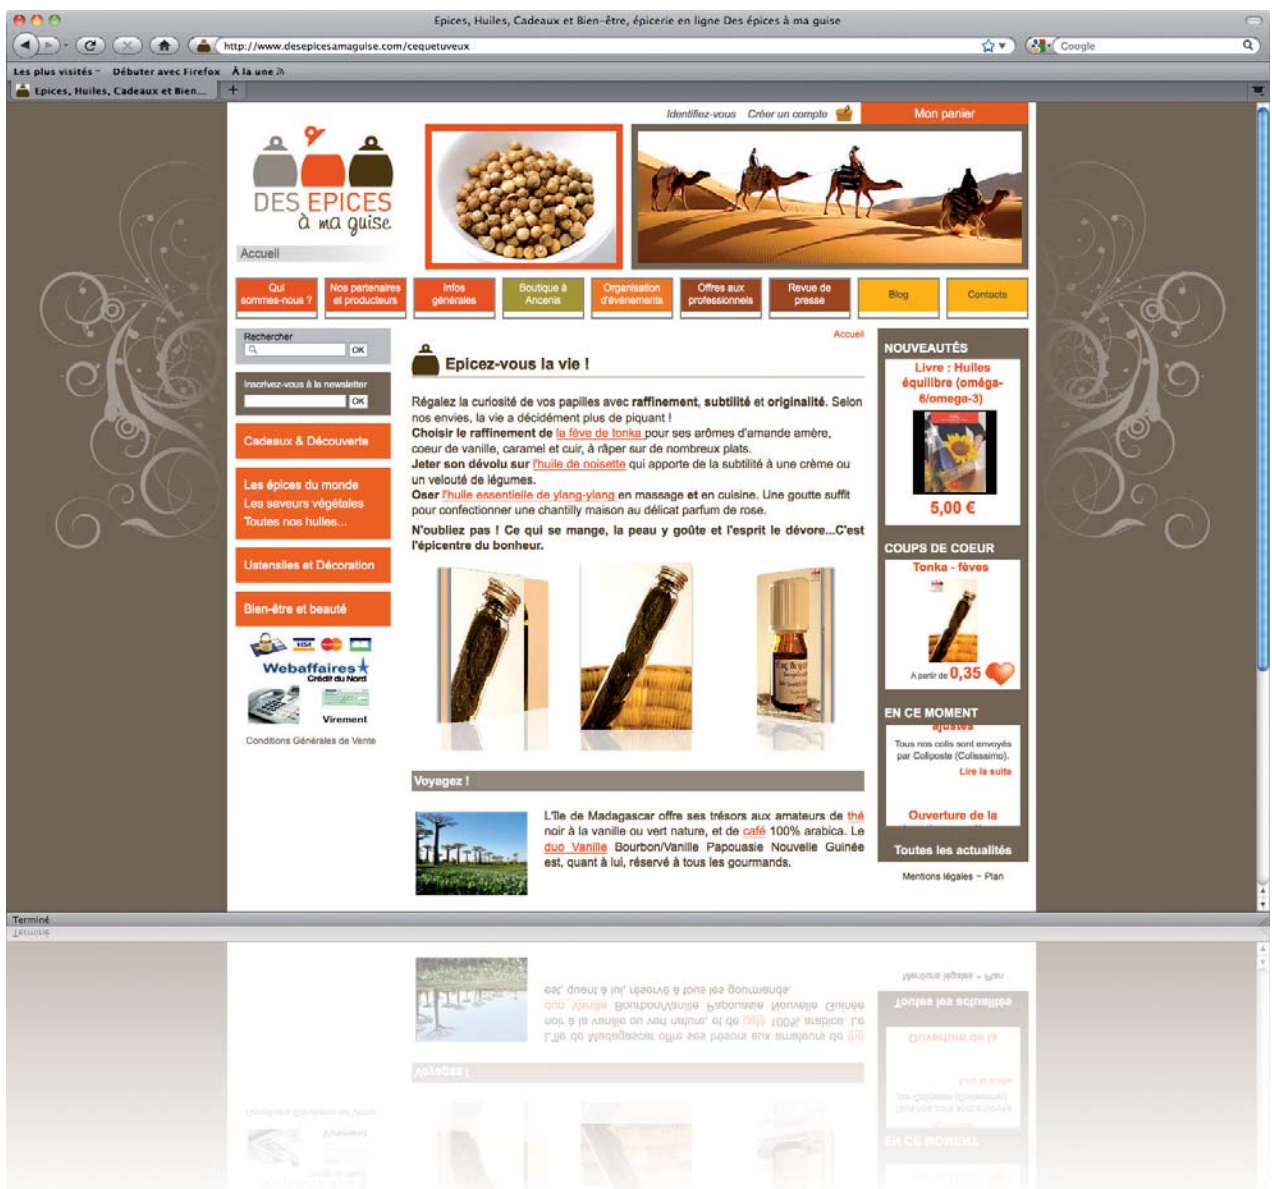 Epices, Huiles, Cadeaux et Bien-être, épicerie en ligne Des épices à ma guise
http://www.desepicesamaguise.com/cequetuveux
Google
Les plus visités
Débuter avec Firefox
À la une
Epices, Huiles, Cadeaux et Bien...
Identifiez-vous
Créer un compte
Mon panier
DES EPICES
à ma guise
Accueil
Qui
sommes-nous ?
Nos partenaires
et producteurs
Infos
générales
Boutique à
Ancenis
Organisation
d'événements
Offres aux
professionnels
Revue de
presse
Blog
Contacts
Rechercher
OK
Inscrivez-vous à la newsletter
OK
Cadeaux & Découverte
Les épices du monde
Les saveurs végétales
Toutes nos huiles...
Ustensiles et Décoration
Bien-être et beauté
VISA
Webaffaires
Crédit du Nord
Virement
Conditions Générales de Vente
Accueil
Epicez-vous la vie !
Régalez la curiosité de vos papilles avec raffinement, subtilité et originalité. Selon
nos envies, la vie a décidément plus de piquant !
Choisir le raffinement de la fève de tonka pour ses arômes d'amande amère,
coeur de vanille, caramel et cuir, à râper sur de nombreux plats.
Jeter son dévolu sur l'huile de noisette qui apporte de la subtilité à une crème ou
un velouté de légumes.
Oser l'huile essentielle de ylang-ylang en massage et en cuisine. Une goutte suffit
pour confectionner une chantilly maison au délicat parfum de rose.
N'oubliez pas ! Ce qui se mange, la peau y goûte et l'esprit le dévore...C'est
l'épicentre du bonheur.
Voyagez !
L'île de Madagascar offre ses trésors aux amateurs de thé
noir à la vanille ou vert nature, et de café 100% arabica. Le
duo Vanille Bourbon/Vanille Papouasie Nouvelle Guinée
est, quant à lui, réservé à tous les gourmands.
NOUVEAUTÉS
Livre : Huiles
équilibre (oméga-
6/omega-3)
5,00 €
COUPS DE COEUR
Tonka - fèves
A partir de 0,35
EN CE MOMENT
ajustés
Tous nos colis sont envoyés
par Coliposte (Colisssimo).
Lire la suite
Ouverture de la
Toutes les actualités
Mentions légales - Plan
Terminé